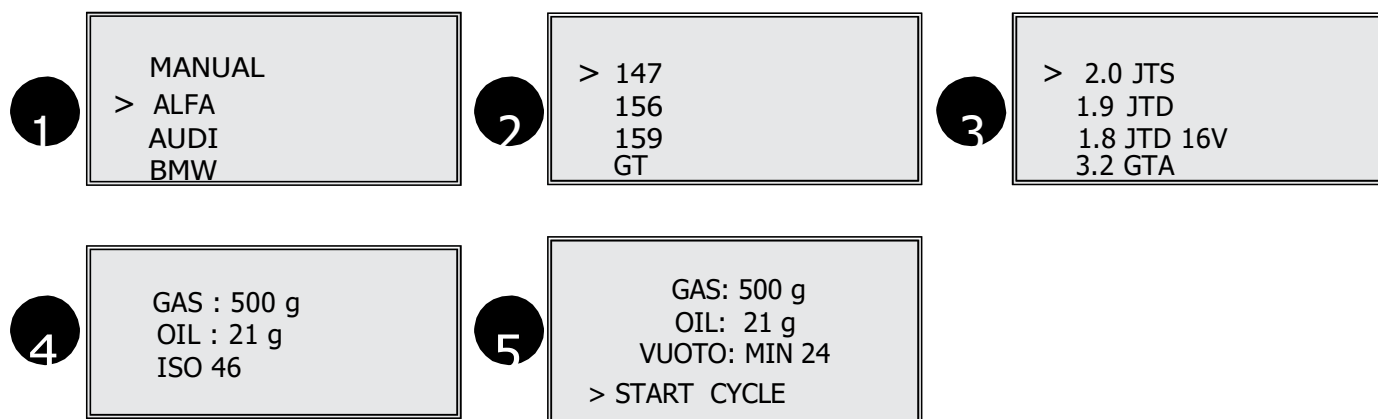 1
MANUAL
> ALFA
AUDI
BMW
2
> 147
156
159
GT
3
> 2.0 JTS
1.9 JTD
1.8 JTD 16V
3.2 GTA
4
GAS : 500 g
OIL : 21 g
ISO 46
5
GAS: 500 g
OIL: 21 g
VUOTO: MIN 24
> START CYCLE